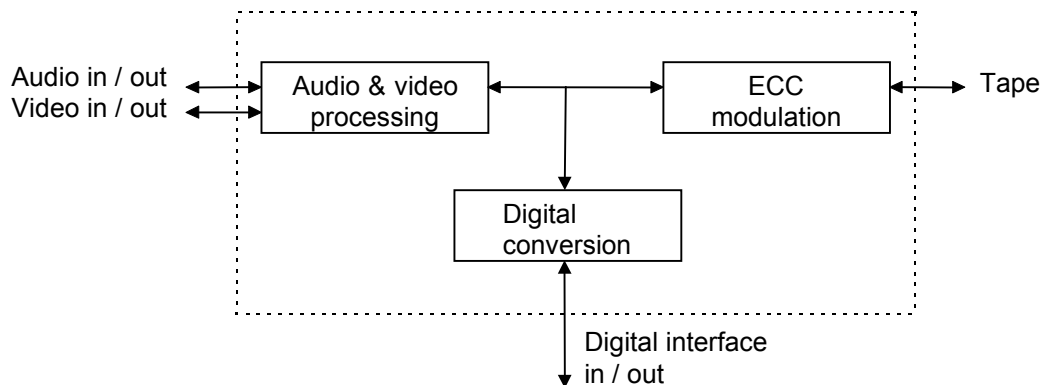 Audio in / out
Video in / out
Audio & video
processing
ECC
modulation
Tape
Digital
conversion
Digital interface
in / out